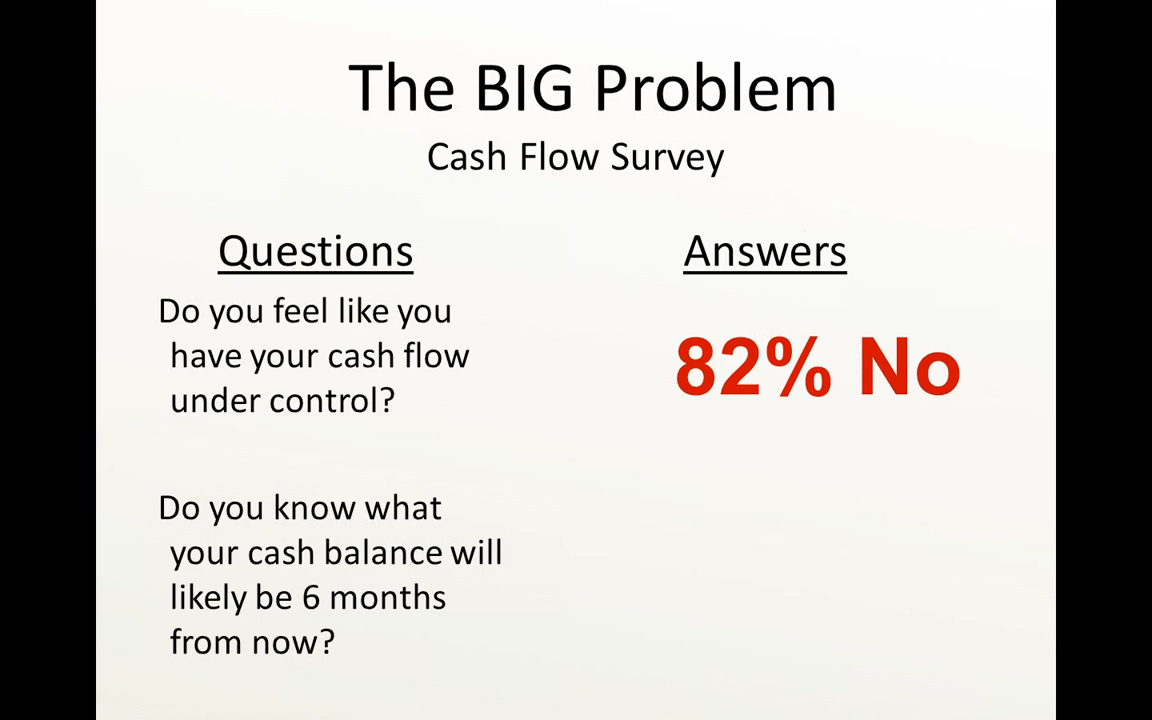 The BIG Problem
Cash Flow Survey
Questions
Answers
Do you feel like you
have your cash flow
under control?
82% No
Do you know what
your cash balance will
likely be 6 months
from now?